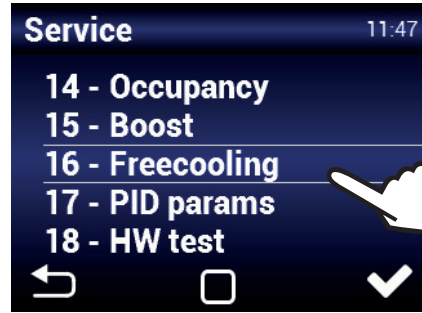 Service 11:47
14 - Occupancy
15 - Boost
16 - Freecooling
17 - PID params
18 - HW test